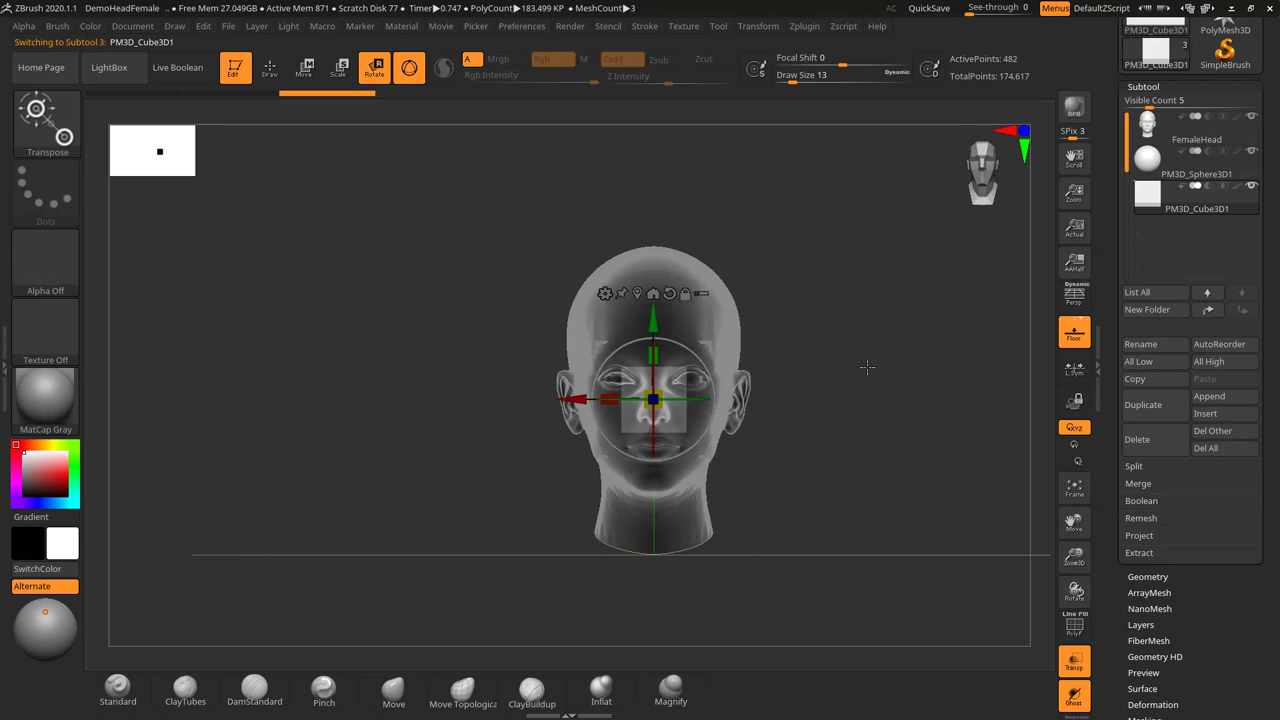 ZBrush 2020.1.1 DemoHeadFemale .. ● Free Mem 27.049GB ● Active Mem 871 ● Scratch Disk 77 ● Timer▶0.747 ● PolyCount▶183.499 KP ● MeshCount▶3 AC QuickSave See-through 0 Menus DefaultZScript
Alpha Brush Color Document Draw Edit File Layer Light Macro Marker Material Movie Picker Preferences Render Stencil Stroke Texture Tool Transform Zplugin Zscript Help
Switching to Subtool 3: PM3D_Cube3D1
Home Page LightBox Live Boolean Edit Draw Move Scale Rotate
A Mrgb Rgb M Zadd Zsub Zcut
Rgb Intensity Z Intensity
Focal Shift 0
Draw Size 13 Dynamic
S D
ActivePoints: 482
TotalPoints: 174.617
Transpose
Dots
Alpha Off
Texture Off
MatCap Gray
Gradient
SwitchColor
Alternate
BPR
SPix 3
Scroll
Zoom
Actual
AAHalf
Dynamic
Persp
Floor
L.Sym
XYZ
Frame
Move
Zoom3D
Rotate
Line Fill
PolyF
Transp
Ghost
PM3D_Cube3D1 PolyMesh3D
3
PM3D_Cube3D1 SimpleBrush
Subtool
Visible Count 5
FemaleHead
PM3D_Sphere3D1
PM3D_Cube3D1
List All
New Folder
Rename AutoReorder
All Low All High
Copy Paste
Duplicate Append
Insert
Delete Del Other
Del All
Split
Merge
Boolean
Remesh
Project
Extract
Geometry
ArrayMesh
NanoMesh
Layers
FiberMesh
Geometry HD
Preview
Surface
Deformation
Masking
Standard ClayTubes DamStandard Pinch Move Move Topologica ClayBuildup Inflat Magnify